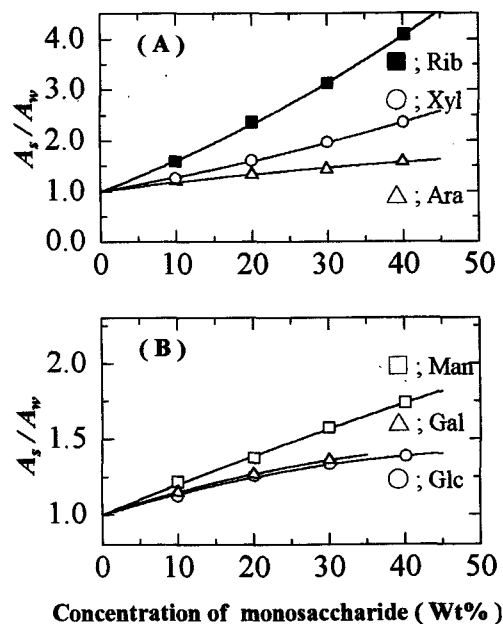 4.0
( A )
■ ; Rib
3.0
○ ; Xyl
As/Aw
2.0
1.0
△ ; Ara
0.0
0 10 20 30 40 50
( B )
2.0
□ ; Man
As/Aw
△ ; Gal
1.5
○ ; Glc
1.0
0 10 20 30 40 50
Concentration of monosaccharide ( Wt% )